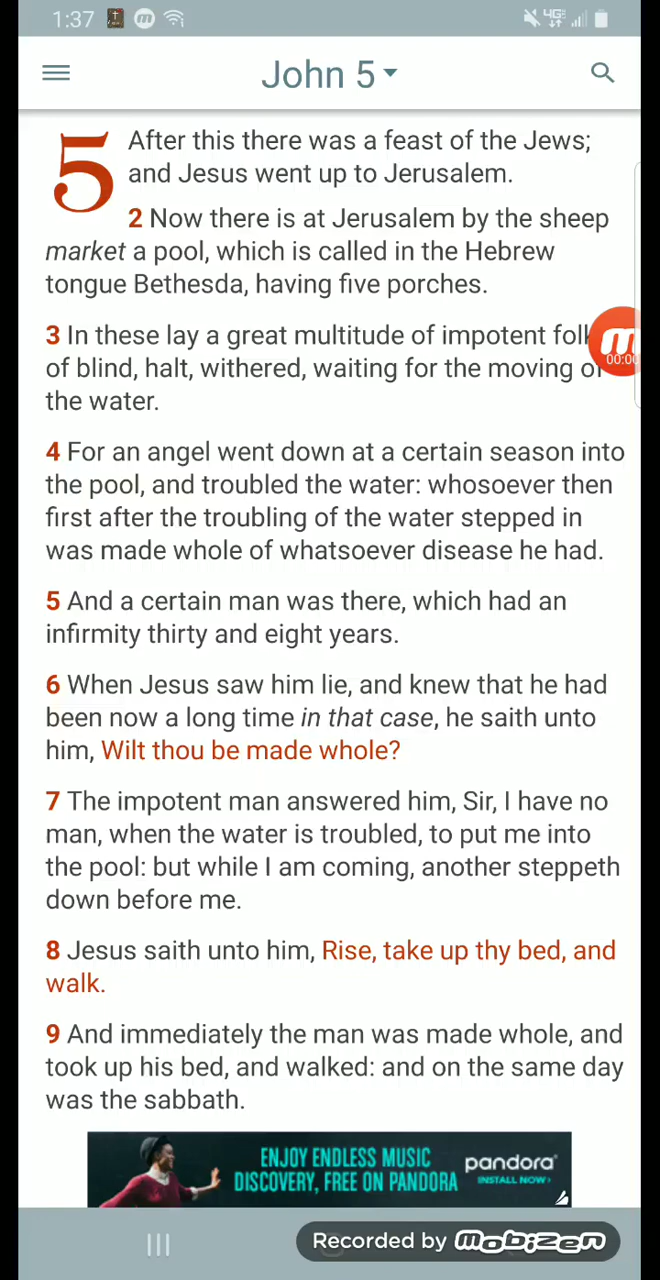 1:37
4G
John 5
5 After this there was a feast of the Jews;
and Jesus went up to Jerusalem.
2 Now there is at Jerusalem by the sheep
market a pool, which is called in the Hebrew
tongue Bethesda, having five porches.
3 In these lay a great multitude of impotent folk
of blind, halt, withered, waiting for the moving of
the water.
00:00
4 For an angel went down at a certain season into
the pool, and troubled the water: whosoever then
first after the troubling of the water stepped in
was made whole of whatsoever disease he had.
5 And a certain man was there, which had an
infirmity thirty and eight years.
6 When Jesus saw him lie, and knew that he had
been now a long time in that case, he saith unto
him, Wilt thou be made whole?
7 The impotent man answered him, Sir, I have no
man, when the water is troubled, to put me into
the pool: but while I am coming, another steppeth
down before me.
8 Jesus saith unto him, Rise, take up thy bed, and
walk.
9 And immediately the man was made whole, and
took up his bed, and walked: and on the same day
was the sabbath.
ENJOY ENDLESS MUSIC
DISCOVERY, FREE ON PANDORA
pandora
INSTALL NOW
Recorded by mobizen